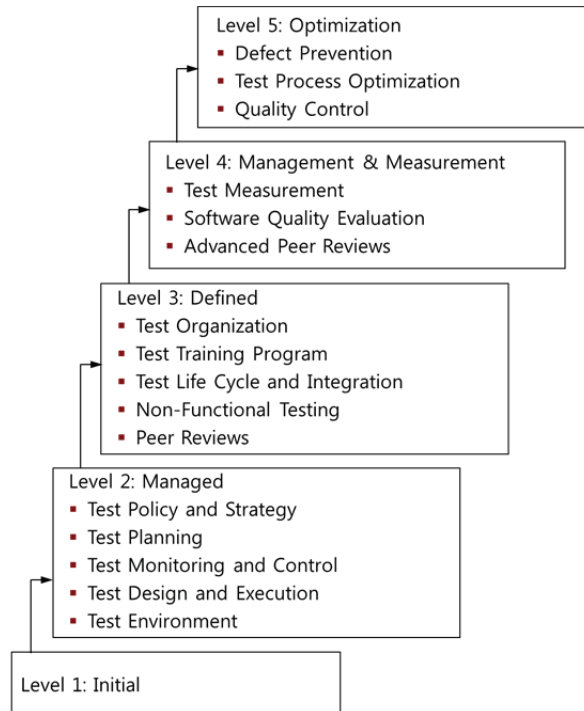 Level 5: Optimization
▪ Defect Prevention
▪ Test Process Optimization
▪ Quality Control
Level 4: Management & Measurement
▪ Test Measurement
▪ Software Quality Evaluation
▪ Advanced Peer Reviews
Level 3: Defined
▪ Test Organization
▪ Test Training Program
▪ Test Life Cycle and Integration
▪ Non-Functional Testing
▪ Peer Reviews
Level 2: Managed
▪ Test Policy and Strategy
▪ Test Planning
▪ Test Monitoring and Control
▪ Test Design and Execution
▪ Test Environment
Level 1: Initial